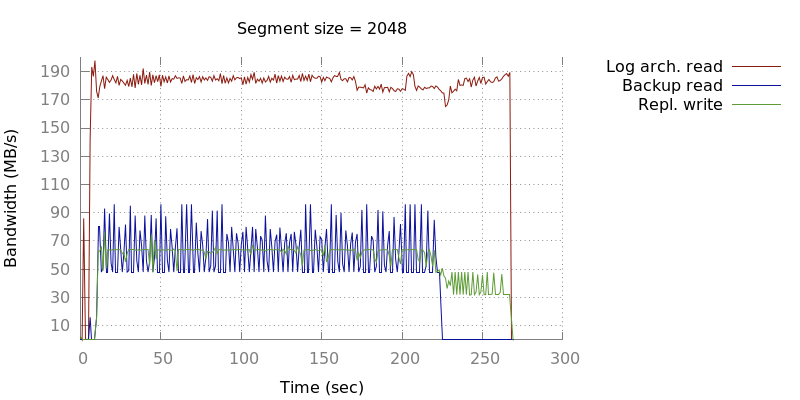 Segment size = 2048
Log arch. read
Backup read
Repl. write
Bandwidth (MB/s)
190
170
150
130
110
90
70
50
30
10
0 50 100 150 200 250 300
Time (sec)